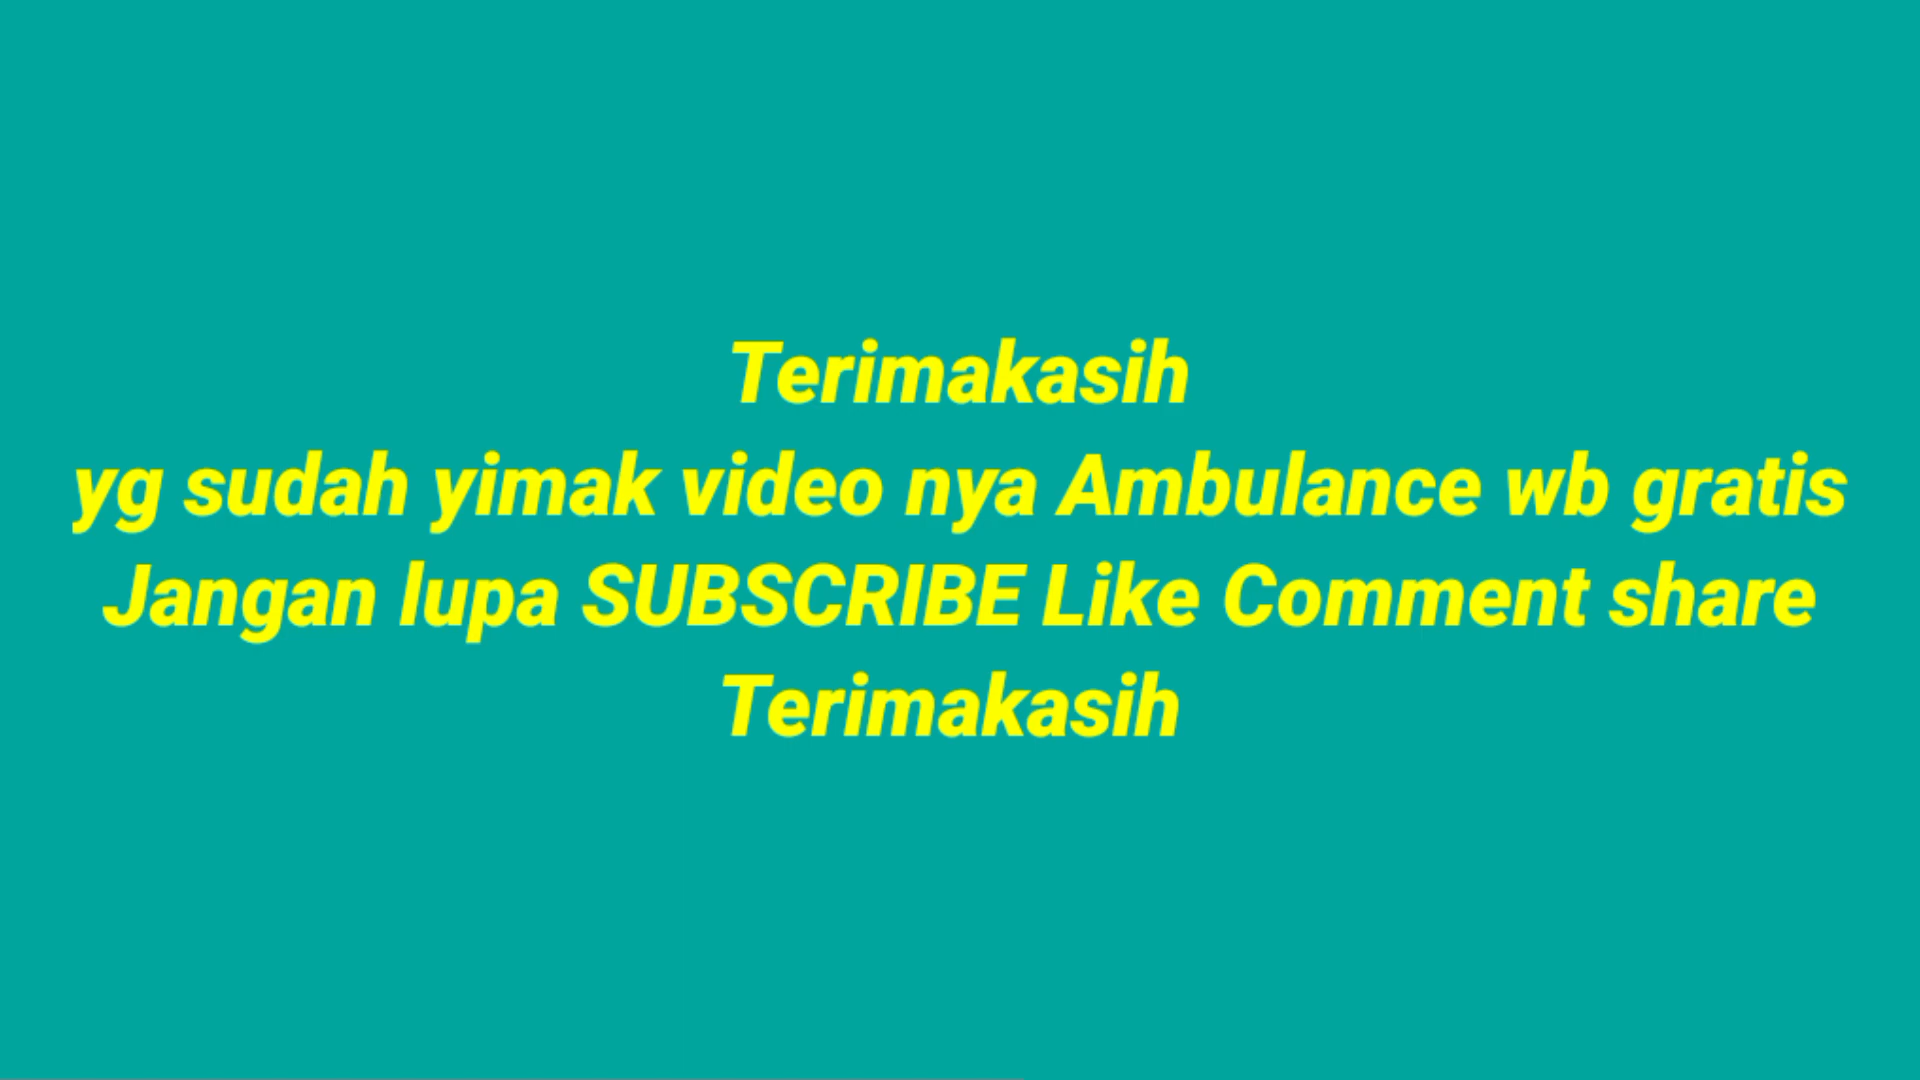 Terimakasih
yg sudah yimak video nya Ambulance wb gratis
Jangan lupa SUBSCRIBE Like Comment share
Terimakasih